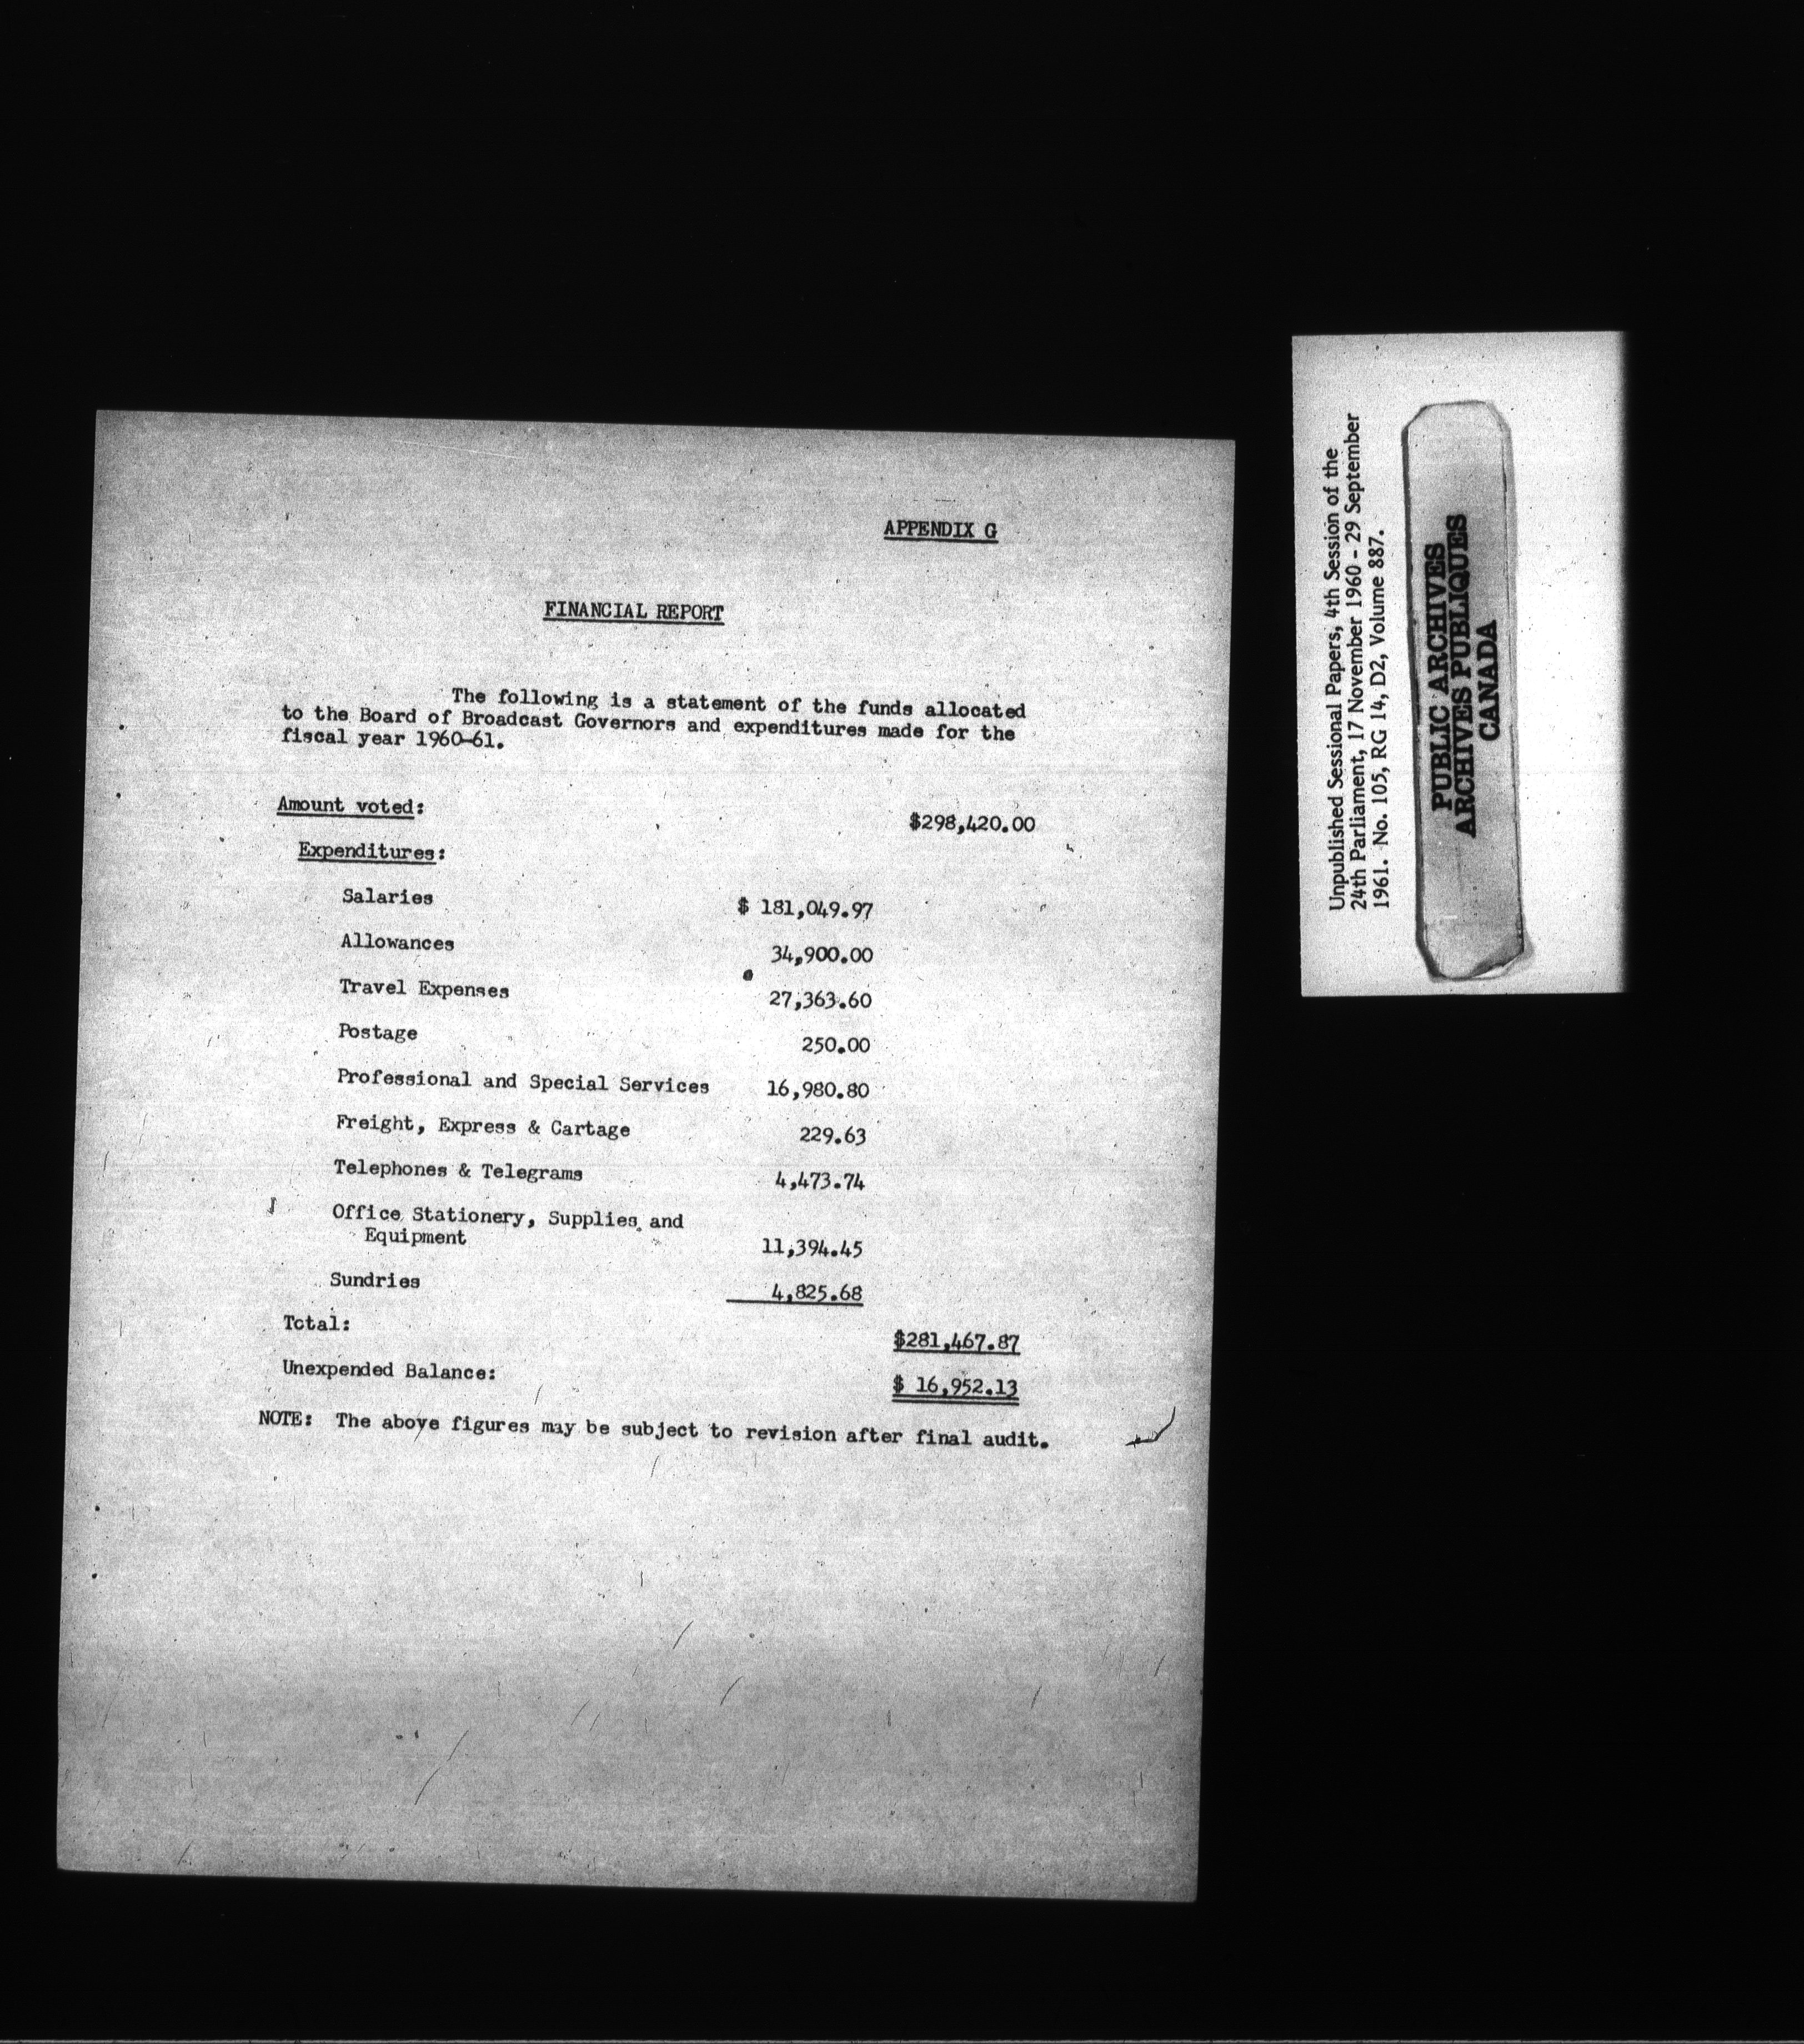 APPENDIX G
FINANCIAL REPORT
The following is a statement of the funds allocated
to the Board of Broadcast Governors and expenditures made for the
fiscal year 1960-61.
Amount voted: $298,420.00
Expenditures:
Salaries $ 181,049.97
Allowances 34,900.00
Travel Expenses 27,363.60
Postage 250.00
Professional and Special Services 16,980.80
Freight, Express & Cartage 229.63
Telephones & Telegrams 4,473.74
Office Stationery, Supplies and
Equipment 11,394.45
Sundries 4,825.68
Total: $281,467.87
Unexpended Balance: $ 16,952.13
NOTE: The above figures may be subject to revision after final audit.
Unpublished Sessional Papers, 4th Session of the
24th Parliament, 17 November 1960 - 29 September
1961. No. 105, RG 14, D2, Volume 887.
PUBLIC ARCHIVES
ARCHIVES PUBLIQUES
CANADA